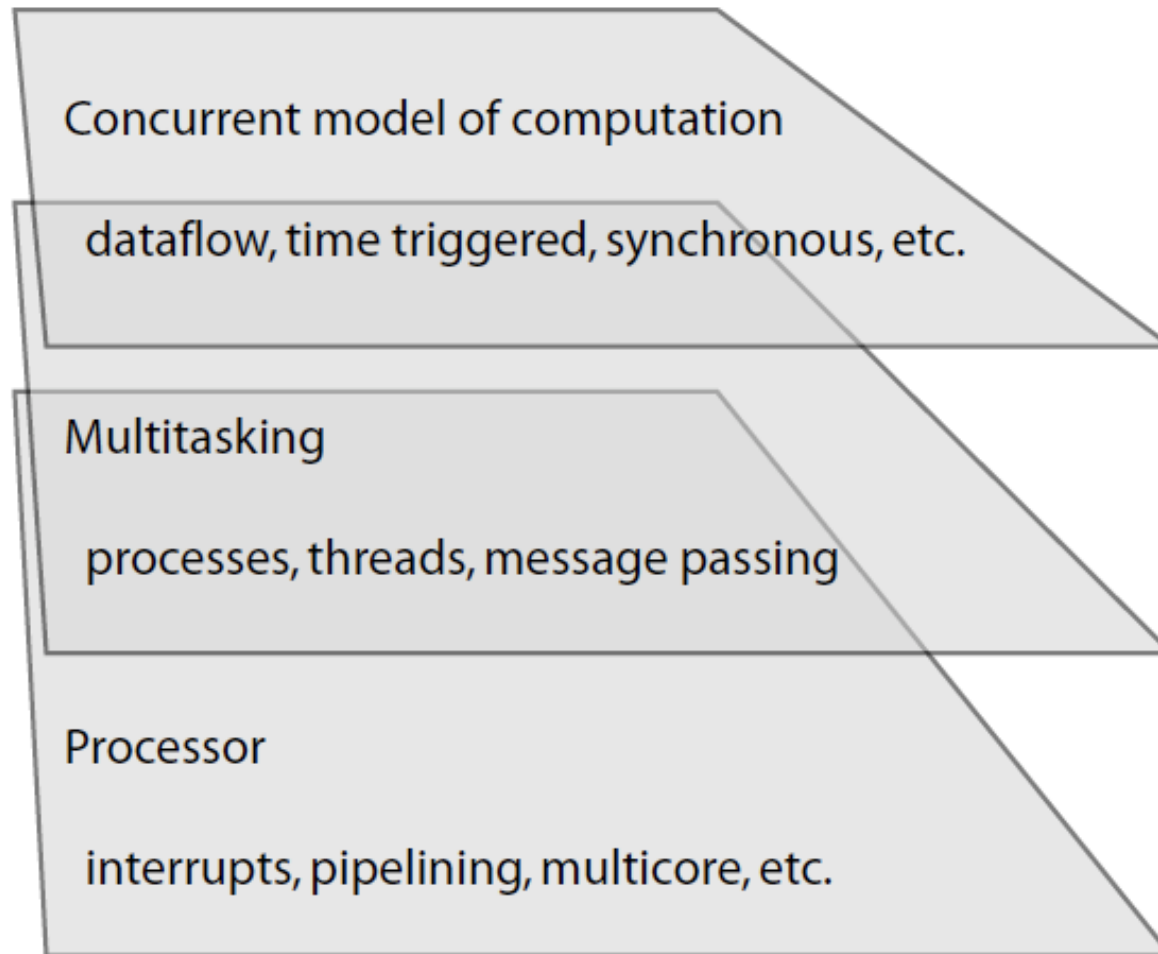 Concurrent model of computation
dataflow, time triggered, synchronous, etc.
Multitasking
processes, threads, message passing
Processor
interrupts, pipelining, multicore, etc.